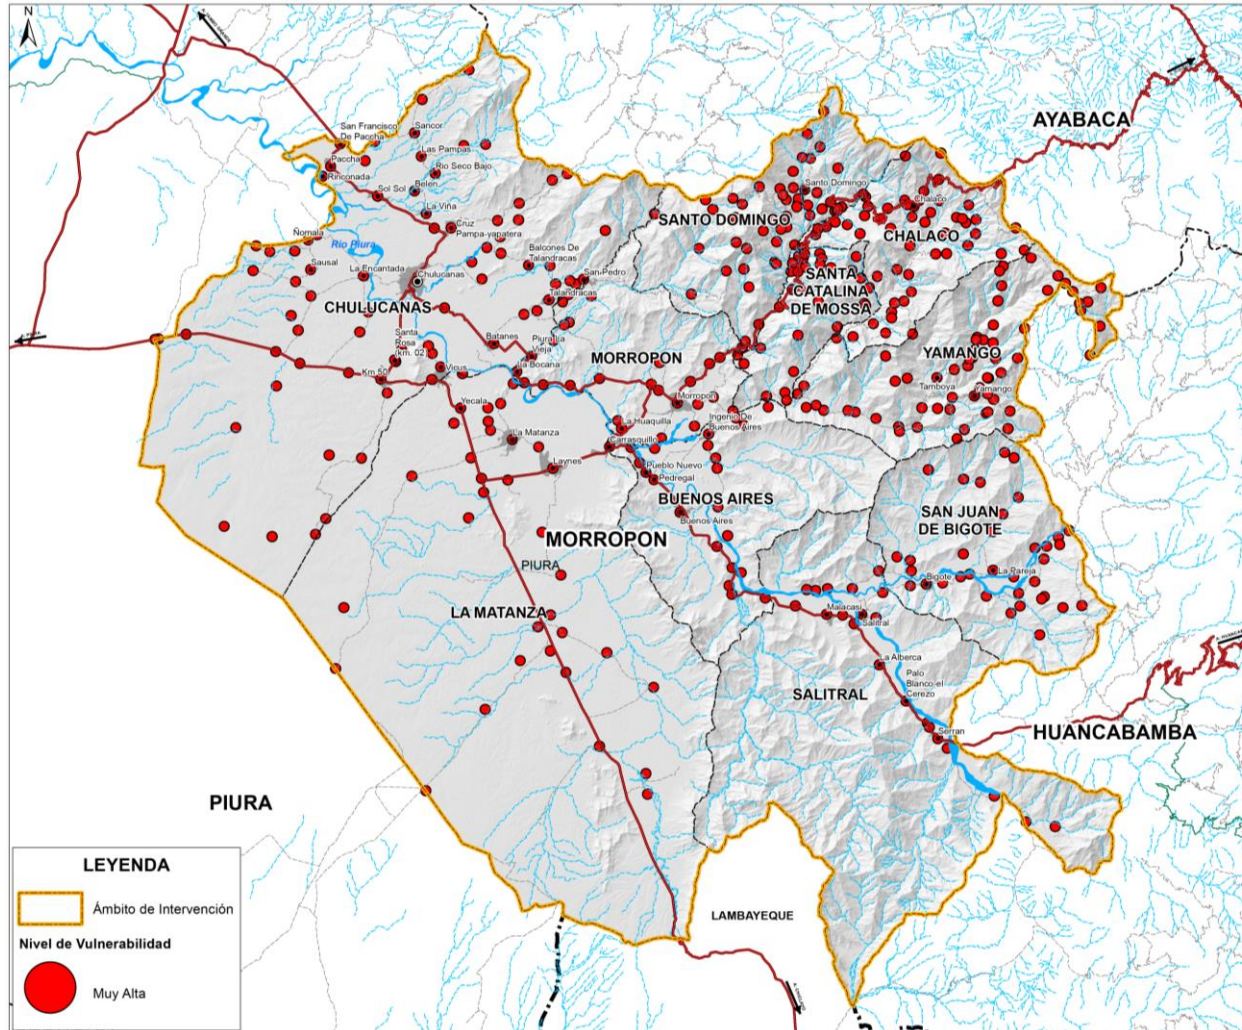 N
AYABACA
San Francisco
De Paccha
Sancor
Paccha
Las Pampas
Rinconada
Rio Seco Bajo
Sol Sol
Belen
La Viña
Santo Domingo
Chalaco
SANTO DOMINGO
CHALACO
Cruz
Pampa-yapatera
Ñomala
Rio Piura
Sausal
La Encantada
Chulucanas
Balcones De
Talandracas
San Pedro
Talandracas
SANTA
CATALINA
DE MOSSA
CHULUCANAS
Santa
Rosa
(km. 02)
Batanes
Piura La
Vieja
MORROPON
YAMANGO
Km 50
Vicus
La Bocana
Tamboya
Yamango
Yecala
Morropon
La Huaquilla
Ingenio De
Buenos Aires
La Matanza
Carrasquillo
Laynes
Pueblo Nuevo
Pedregal
BUENOS AIRES
Buenos Aires
SAN JUAN
DE BIGOTE
MORROPON
PIURA
La Pareja
Bigote
LA MATANZA
Malacasi
Salitral
La Alberca
Palo
Blanco-el
Cerezo
SALITRAL
Serran
HUANCABAMBA
PIURA
LAMBAYEQUE
LEYENDA
Ámbito de Intervención
Nivel de Vulnerabilidad
Muy Alta